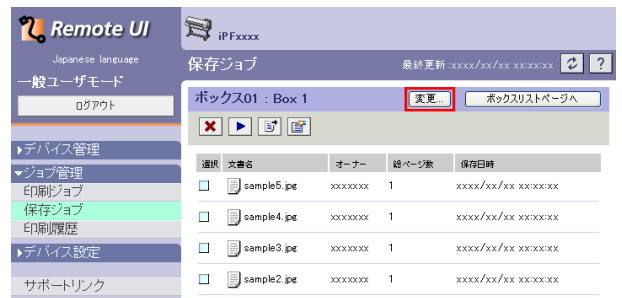 Remote UI
Japanese language
一般ユーザモード
ログアウト
▶デバイス管理
▼ジョブ管理
印刷ジョブ
保存ジョブ
印刷履歴
▶デバイス設定
サポートリンク
iPFxxxx
保存ジョブ
最終更新:xxxx/xx/xx xx:xx:xx
?
ボックス01 : Box 1
変更...
ボックスリストページへ
選択 文書名 オーナー 総ページ数 保存日時
sample5.jpg xxxxxxx 1 xxxx/xx/xx xx:xx:xx
sample4.jpg xxxxxxx 1 xxxx/xx/xx xx:xx:xx
sample3.jpg xxxxxxx 1 xxxx/xx/xx xx:xx:xx
sample2.jpg xxxxxxx 1 xxxx/xx/xx xx:xx:xx